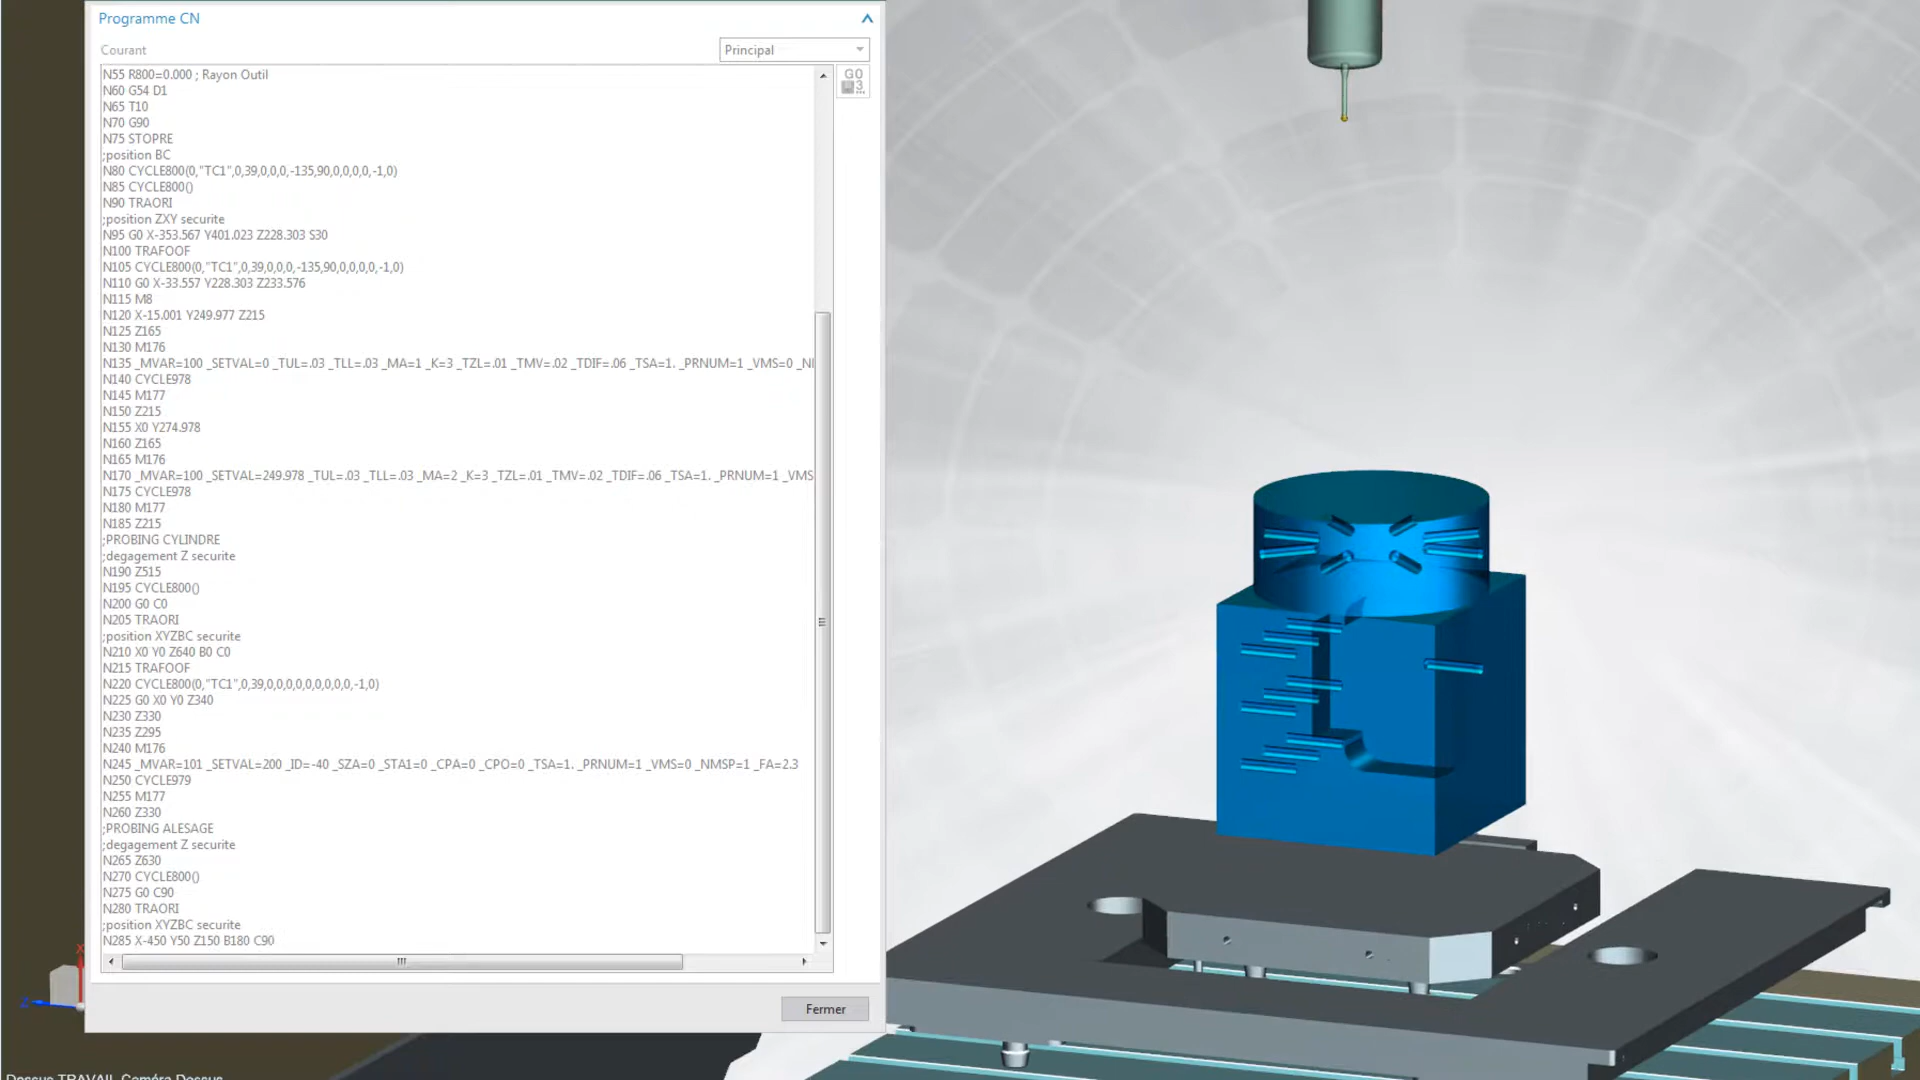 Programme CN
Courant
Principal
G0
3
N55 R800=0.000 ; Rayon Outil
N60 G54 D1
N65 T10
N70 G90
N75 STOPRE
;position BC
N80 CYCLE800(0,"TC1",0,39,0,0,0,-135,90,0,0,0,0,-1,0)
N85 CYCLE800()
N90 TRAORI
;position ZXY securite
N95 G0 X-353.567 Y401.023 Z228.303 S30
N100 TRAFOOF
N105 CYCLE800(0,"TC1",0,39,0,0,0,-135,90,0,0,0,0,-1,0)
N110 G0 X-33.557 Y228.303 Z233.576
N115 M8
N120 X-15.001 Y249.977 Z215
N125 Z165
N130 M176
N135 _MVAR=100 _SETVAL=0 _TUL=.03 _TLL=.03 _MA=1 _K=3 _TZL=.01 _TMV=.02 _TDIF=.06 _TSA=1. _PRNUM=1 _VMS=0
N140 CYCLE978
N145 M177
N150 Z215
N155 X0 Y274.978
N160 Z165
N165 M176
N170 _MVAR=100 _SETVAL=249.978 _TUL=.03 _TLL=.03 _MA=2 _K=3 _TZL=.01 _TMV=.02 _TDIF=.06 _TSA=1. _PRNUM=1 _VMS
N175 CYCLE978
N180 M177
N185 Z215
;PROBING CYLINDRE
;degagement Z securite
N190 Z515
N195 CYCLE800()
N200 G0 C0
N205 TRAORI
;position XYZBC securite
N210 X0 Y0 Z640 B0 C0
N215 TRAFOOF
N220 CYCLE800(0,"TC1",0,39,0,0,0,0,0,0,0,0,0,-1,0)
N225 G0 X0 Y0 Z340
N230 Z330
N235 Z295
N240 M176
N245 _MVAR=101 _SETVAL=200 _ID=-40 _SZA=0 _STA1=0 _CPA=0 _CPO=0 _TSA=1. _PRNUM=1 _VMS=0 _NMSP=1 _FA=2.3
N250 CYCLE979
N255 M177
N260 Z330
;PROBING ALESAGE
;degagement Z securite
N265 Z630
N270 CYCLE800()
N275 G0 C90
N280 TRAORI
;position XYZBC securite
N285 X-450 Y50 Z150 B180 C90
Fermer
X
Z
Dessus TRAVAIL Caméra Dessus